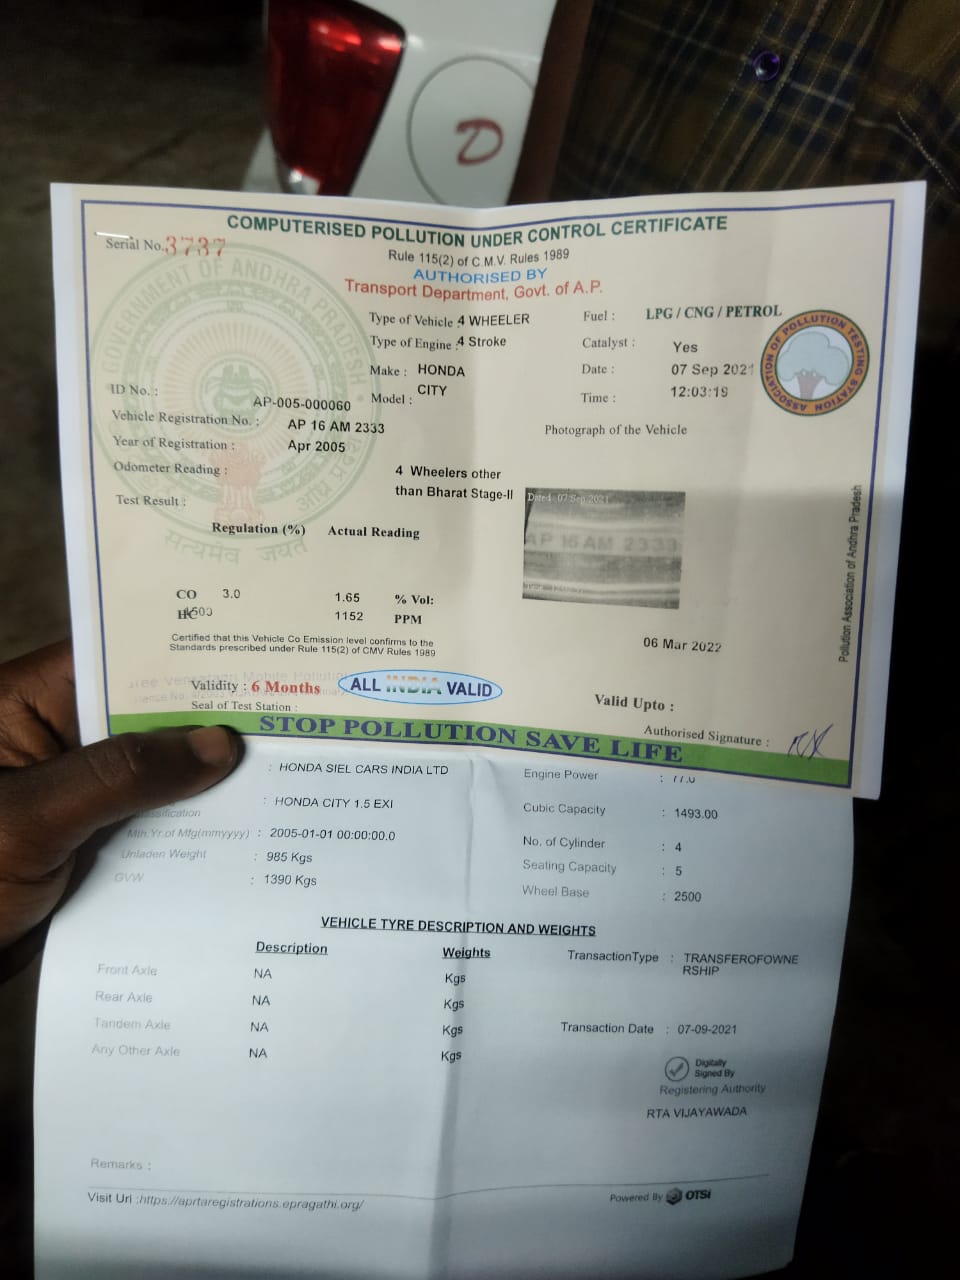 D
COMPUTERISED POLLUTION UNDER CONTROL CERTIFICATE
Serial No. 3737
Rule 115(2) of C.M.V. Rules 1989
AUTHORISED BY
Transport Department, Govt. of A.P.
GOVERNMENT OF ANDHRA PRADESH
सत्यमेव जयते
Type of Vehicle : 4 WHEELER
Fuel : LPG / CNG / PETROL
Type of Engine : 4 Stroke
Catalyst : Yes
Make : HONDA
Date : 07 Sep 2021
Model : CITY
Time : 12:03:19
ASSOCIATION OF POLLUTION TESTING STATION
ID No. : AP-005-000060
Vehicle Registration No. : AP 16 AM 2333
Photograph of the Vehicle
Year of Registration : Apr 2005
Odometer Reading :
4 Wheelers other
than Bharat Stage-II
Test Result :
Dated: 07 Sep 2021
AP 16 AM 2333
Regulation (%) Actual Reading
CO 3.0 1.65 % Vol:
HC 1152 PPM
Certified that this Vehicle Co Emission level confirms to the
Standards prescribed under Rule 115(2) of CMV Rules 1989
06 Mar 2022
Validity : 6 Months
ALL INDIA VALID
Valid Upto :
Seal of Test Station :
Authorised Signature :
STOP POLLUTION SAVE LIFE
Pollution Association of Andhra Pradesh
: HONDA SIEL CARS INDIA LTD
Engine Power :
: HONDA CITY 1.5 EXI
Cubic Capacity : 1493.00
Mth.Yr.of Mfg(mmyyyy) : 2005-01-01 00:00:00.0
No. of Cylinder : 4
Unladen Weight : 985 Kgs
Seating Capacity : 5
GVW : 1390 Kgs
Wheel Base : 2500
VEHICLE TYRE DESCRIPTION AND WEIGHTS
Description Weights
TransactionType : TRANSFEROFOWNE
RSHIP
Front Axle NA Kgs
Rear Axle NA Kgs
Tandem Axle NA Kgs
Transaction Date : 07-09-2021
Any Other Axle NA Kgs
Digitally
Signed By
Registering Authority
RTA VIJAYAWADA
Remarks :
Visit Url :https://aprtaregistrations.epragathi.org/
Powered By OTSi